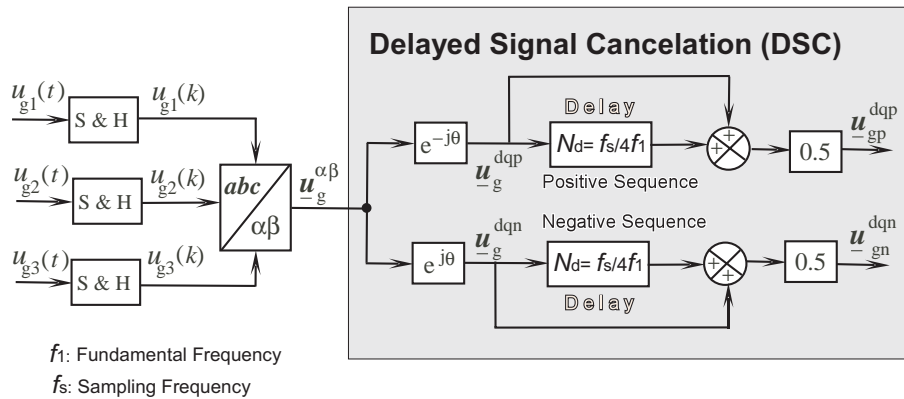 Delayed Signal Cancelation (DSC)
u_g1(t)
S & H
u_g1(k)
u_g2(t)
S & H
u_g2(k)
u_g3(t)
S & H
u_g3(k)
abc
αβ
u_g^αβ
e^-jθ
u_g^dqp
Delay
N_d= f_s/4f_1
Positive Sequence
+
+
0.5
u_gp^dqp
e^jθ
u_g^dqn
Negative Sequence
N_d= f_s/4f_1
Delay
+
+
0.5
u_gn^dqn
f_1: Fundamental Frequency
f_s: Sampling Frequency